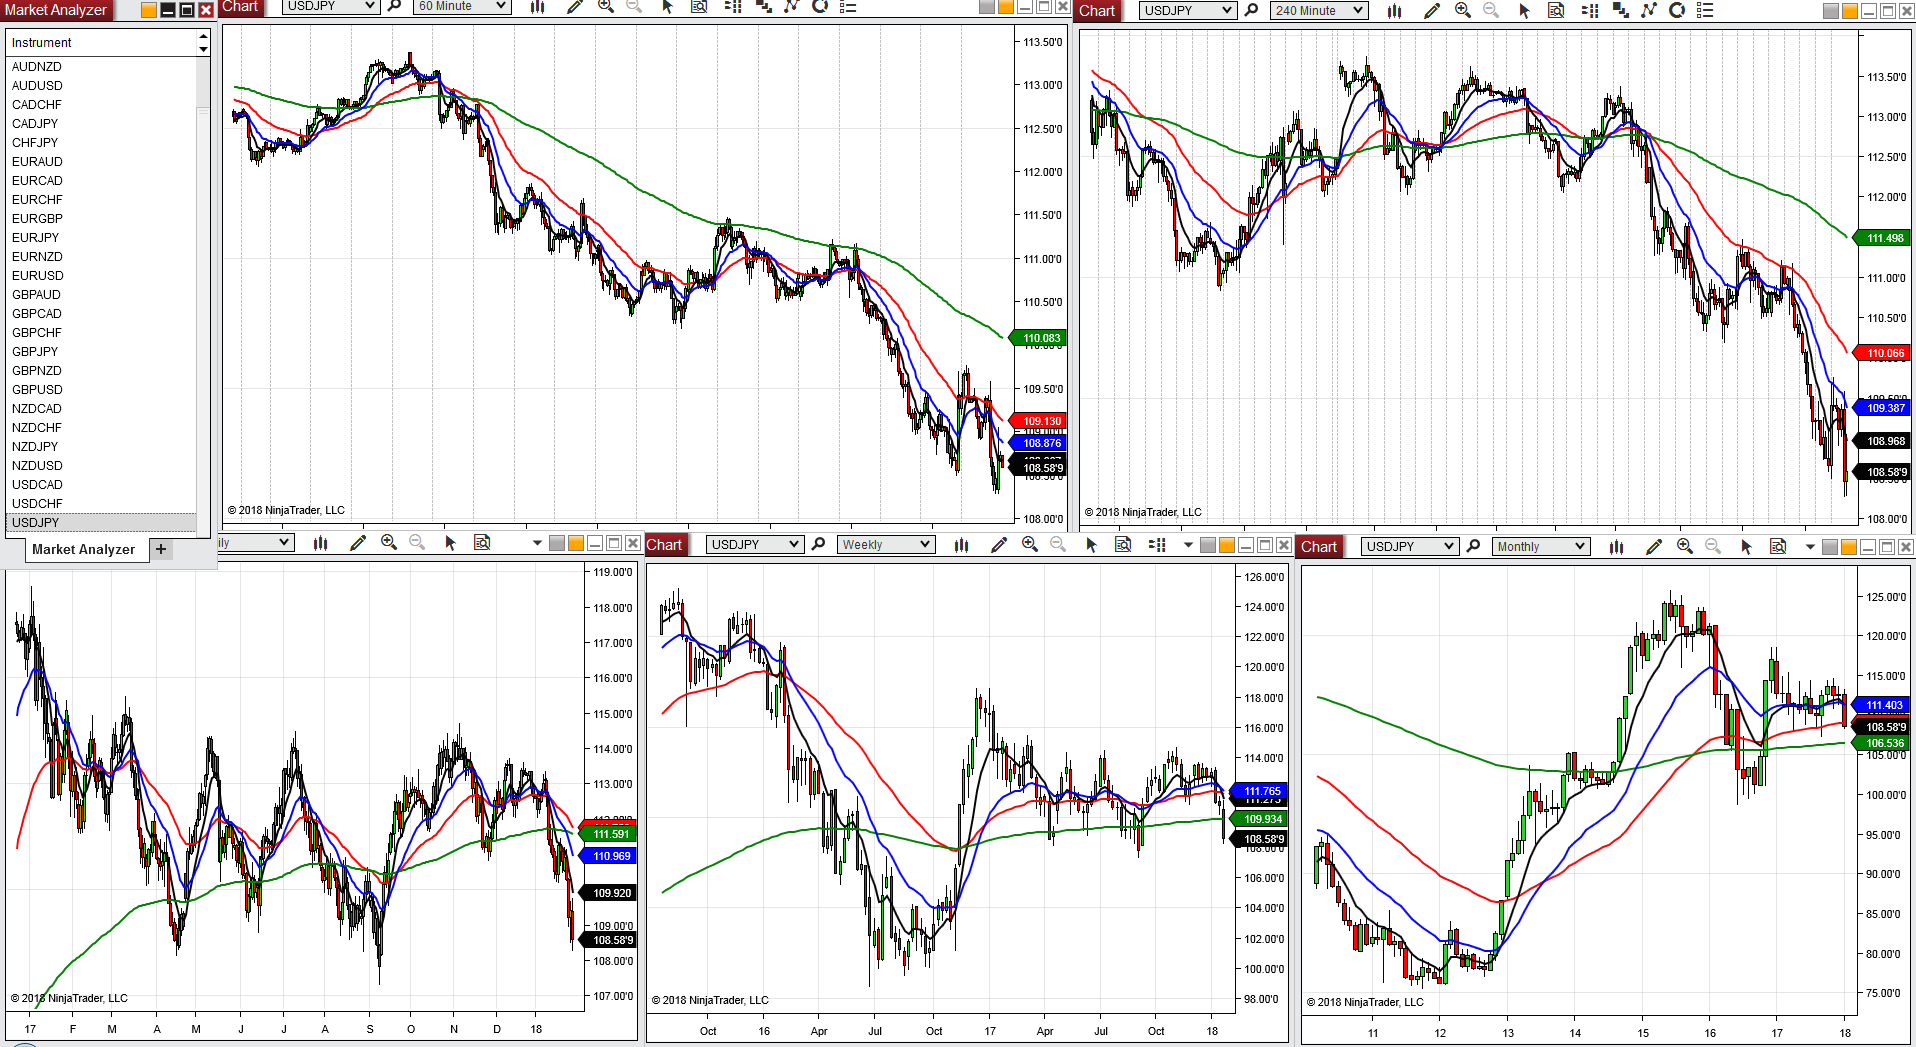 Market Analyzer
Instrument
AUDNZD
AUDUSD
CADCHF
CADJPY
CHFJPY
EURAUD
EURCAD
EURCHF
EURGBP
EURJPY
EURNZD
EURUSD
GBPAUD
GBPCAD
GBPCHF
GBPJPY
GBPNZD
GBPUSD
NZDCAD
NZDCHF
NZDJPY
NZDUSD
USDCAD
USDCHF
USDJPY
Market Analyzer +
Chart USDJPY 60 Minute
113.50'0
113.00'0
112.50'0
112.00'0
111.50'0
111.00'0
110.50'0
110.083
109.50'0
109.130
108.876
108.58'9
108.00'0
© 2018 NinjaTrader, LLC
Chart USDJPY 240 Minute
113.50'0
113.00'0
112.50'0
112.00'0
111.498
111.00'0
110.50'0
110.066
109.387
108.968
108.58'9
108.00'0
© 2018 NinjaTrader, LLC
ily
119.00'0
118.00'0
117.00'0
116.00'0
115.00'0
114.00'0
113.00'0
111.591
110.969
109.920
109.00'0
108.58'9
108.00'0
107.00'0
© 2018 NinjaTrader, LLC
17 F M A M J J A S O N D 18
Chart USDJPY Weekly
126.00'0
124.00'0
122.00'0
120.00'0
118.00'0
116.00'0
114.00'0
111.765
109.934
108.58'9
106.00'0
104.00'0
102.00'0
100.00'0
98.00'0
© 2018 NinjaTrader, LLC
Oct 16 Apr Jul Oct 17 Apr Jul Oct 18
Chart USDJPY Monthly
125.00'0
120.00'0
115.00'0
111.403
108.58'9
106.536
105.00'0
100.00'0
95.00'0
90.00'0
85.00'0
80.00'0
75.00'0
© 2018 NinjaTrader, LLC
11 12 13 14 15 16 17 18